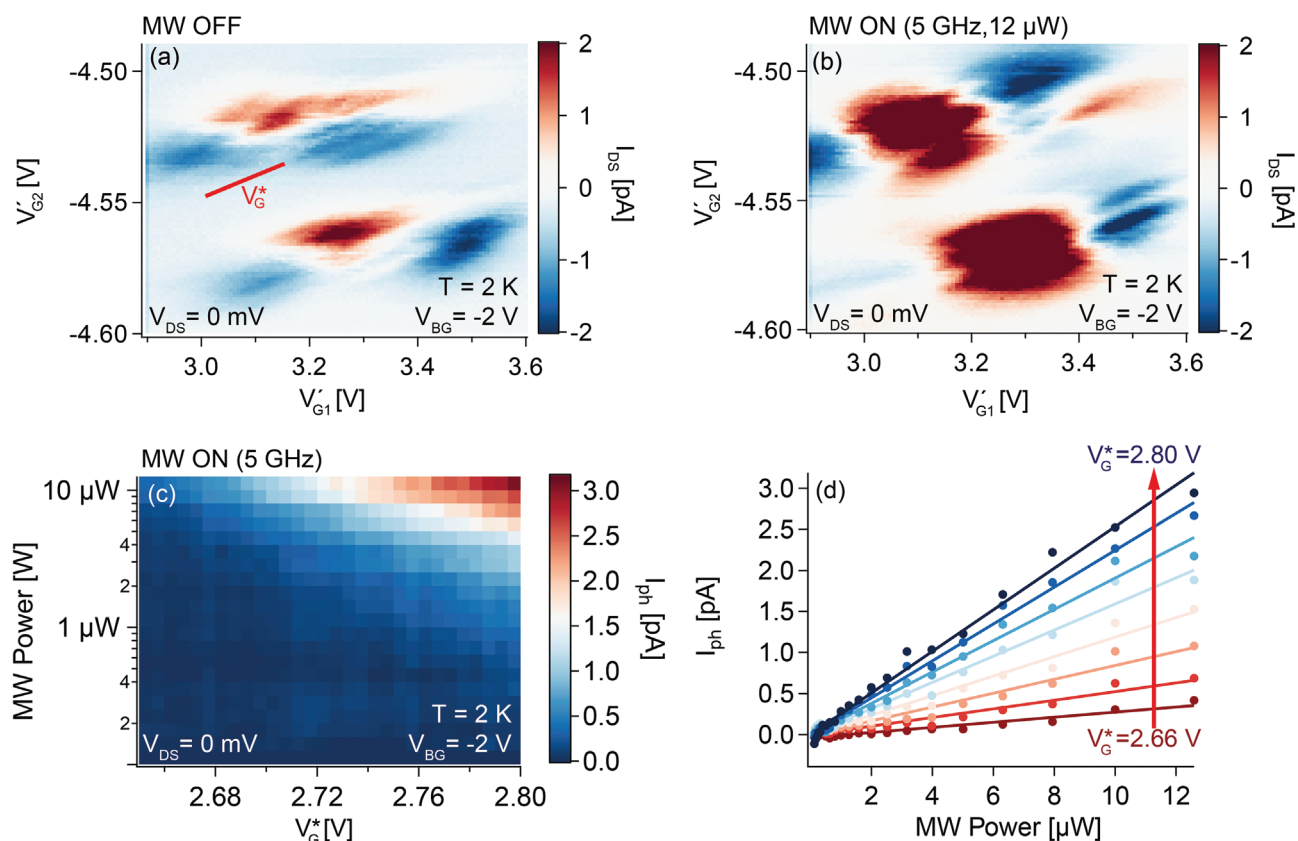 MW OFF
(a)
-4.50
-4.55
-4.60
V′G2 [V]
V*G
T = 2 K
VDS = 0 mV
VBG = -2 V
3.0 3.2 3.4 3.6
V′G1 [V]
2
1
0
-1
-2
IDS [pA]
MW ON (5 GHz,12 µW)
(b)
-4.50
-4.55
-4.60
V′G2 [V]
T = 2 K
VDS = 0 mV
VBG = -2 V
3.0 3.2 3.4 3.6
V′G1 [V]
2
1
0
-1
-2
IDS [pA]
MW ON (5 GHz)
(c)
10 µW
4
2
1 µW
4
2
MW Power [W]
T = 2 K
VDS = 0 mV
VBG = -2 V
2.68 2.72 2.76 2.80
V*G [V]
3.0
2.5
2.0
1.5
1.0
0.5
0.0
Iph [pA]
(d)
V*G=2.80 V
3.0
2.5
2.0
1.5
1.0
0.5
0.0
Iph [pA]
V*G=2.66 V
2 4 6 8 10 12
MW Power [µW]